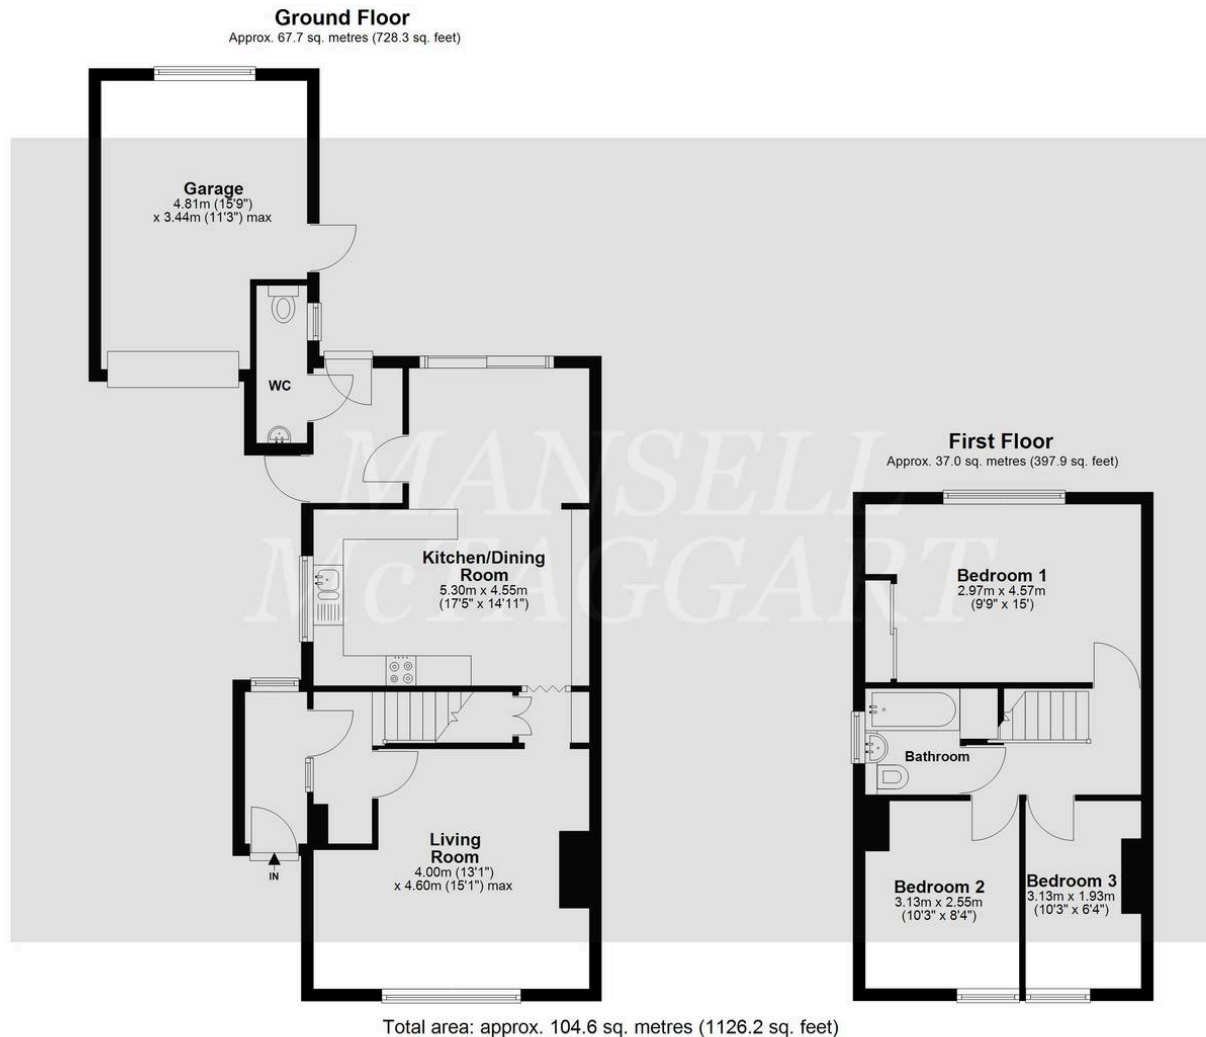 Ground Floor
Approx. 67.7 sq. metres (728.3 sq. feet)
Garage
4.81m (15'9")
x 3.44m (11'3") max
WC
MANSELL
McTAGGART
Kitchen/Dining
Room
5.30m x 4.55m
(17'5" x 14'11")
Living
Room
4.00m (13'1")
x 4.60m (15'1") max
IN
First Floor
Approx. 37.0 sq. metres (397.9 sq. feet)
Bedroom 1
2.97m x 4.57m
(9'9" x 15')
Bathroom
Bedroom 2
3.13m x 2.55m
(10'3" x 8'4")
Bedroom 3
3.13m x 1.93m
(10'3" x 6'4")
Total area: approx. 104.6 sq. metres (1126.2 sq. feet)